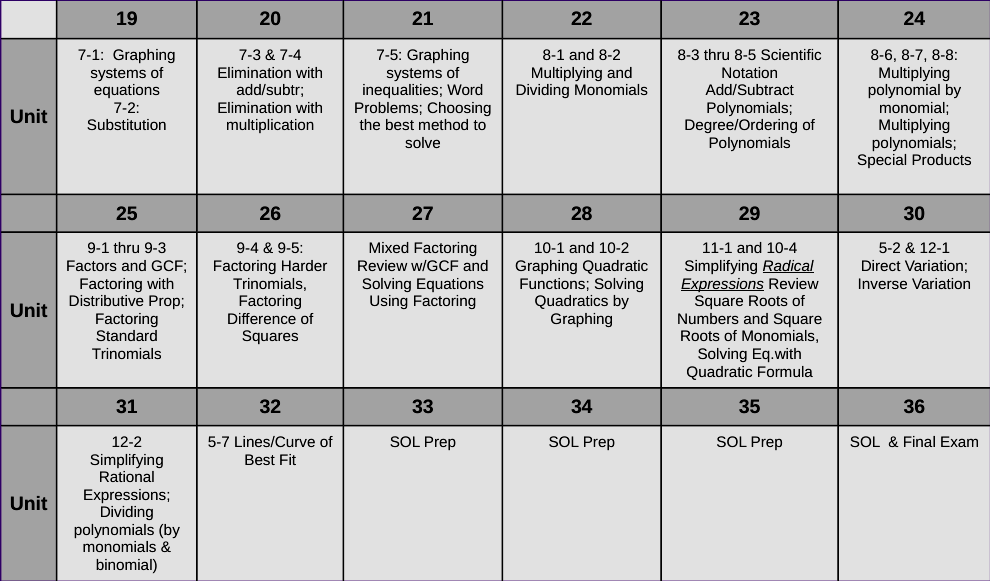 19 20 21 22 23 24
Unit
7-1:  Graphing
systems of
equations
7-2:
Substitution
7-3 & 7-4
Elimination with
add/subtr;
Elimination with
multiplication
7-5: Graphing
systems of
inequalities; Word
Problems; Choosing
the best method to
solve
8-1 and 8-2
Multiplying and
Dividing Monomials
8-3 thru 8-5 Scientific
Notation
Add/Subtract
Polynomials;
Degree/Ordering of
Polynomials
8-6, 8-7, 8-8:
Multiplying
polynomial by
monomial;
Multiplying
polynomials;
Special Products
25 26 27 28 29 30
Unit
9-1 thru 9-3
Factors and GCF;
Factoring with
Distributive Prop;
Factoring
Standard
Trinomials
9-4 & 9-5:
Factoring Harder
Trinomials,
Factoring
Difference of
Squares
Mixed Factoring
Review w/GCF and
Solving Equations
Using Factoring
10-1 and 10-2
Graphing Quadratic
Functions; Solving
Quadratics by
Graphing
11-1 and 10-4
Simplifying Radical
Expressions Review
Square Roots of
Numbers and Square
Roots of Monomials,
Solving Eq.with
Quadratic Formula
5-2 & 12-1
Direct Variation;
Inverse Variation
31 32 33 34 35 36
Unit
12-2
Simplifying
Rational
Expressions;
Dividing
polynomials (by
monomials &
binomial)
5-7 Lines/Curve of
Best Fit
SOL Prep
SOL Prep
SOL Prep
SOL  & Final Exam